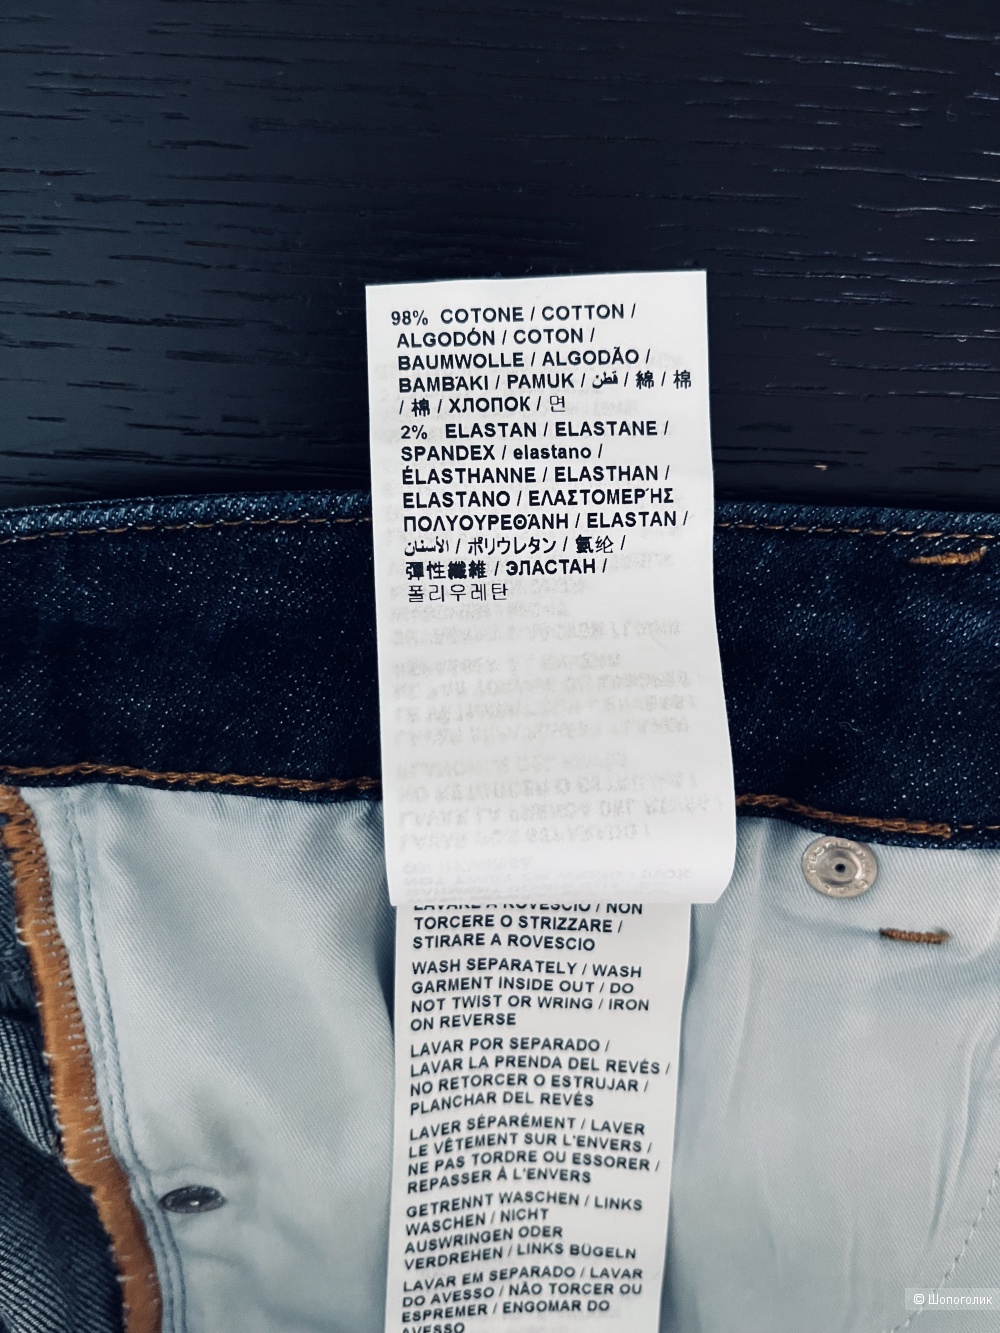 98% COTONE / COTTON /
ALGODÓN / COTON /
BAUMWOLLE / ALGODÃO /
ΒΑΜΒΆΚΙ / PAMUK / قطن / 綿 / 棉
/ 棉 / ХЛОПОК / 면
2% ELASTAN / ELASTANE /
SPANDEX / elastano /
ÉLASTHANNE / ELASTHAN /
ELASTANO / ΕΛΑΣΤΟΜΕΡΉΣ
ΠΟΛΥΟΥΡΕΘΆΝΗ / ELASTAN /
الأسنان / ポリウレタン / 氨纶 /
彈性纖維 / ЭЛАСТАН /
폴리우레탄
LAVARE A ROVESCIO / NON
TORCERE O STRIZZARE /
STIRARE A ROVESCIO
WASH SEPARATELY / WASH
GARMENT INSIDE OUT / DO
NOT TWIST OR WRING / IRON
ON REVERSE
LAVAR POR SEPARADO /
LAVAR LA PRENDA DEL REVÉS /
NO RETORCER O ESTRUJAR /
PLANCHAR DEL REVÉS
LAVER SÉPARÉMENT / LAVER
LE VÊTEMENT SUR L'ENVERS /
NE PAS TORDRE OU ESSORER /
REPASSER À L'ENVERS
GETRENNT WASCHEN / LINKS
WASCHEN / NICHT
AUSWRINGEN ODER
VERDREHEN / LINKS BÜGELN
LAVAR EM SEPARADO / LAVAR
DO AVESSO / NÃO TORCER OU
ESPREMER / ENGOMAR DO
AVESSO
© Шопоголик